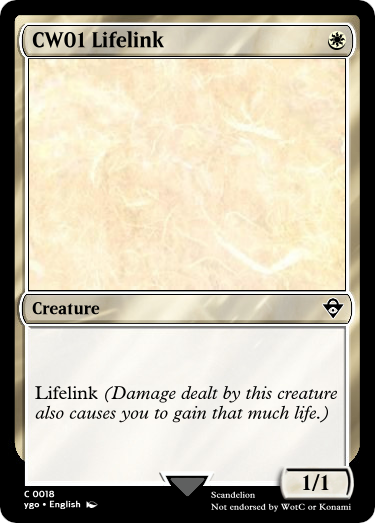 CW01 Lifelink
Creature
Lifelink (Damage dealt by this creature
also causes you to gain that much life.)
1/1
C 0018
ygo • English
Scandelion
Not endorsed by WotC or Konami